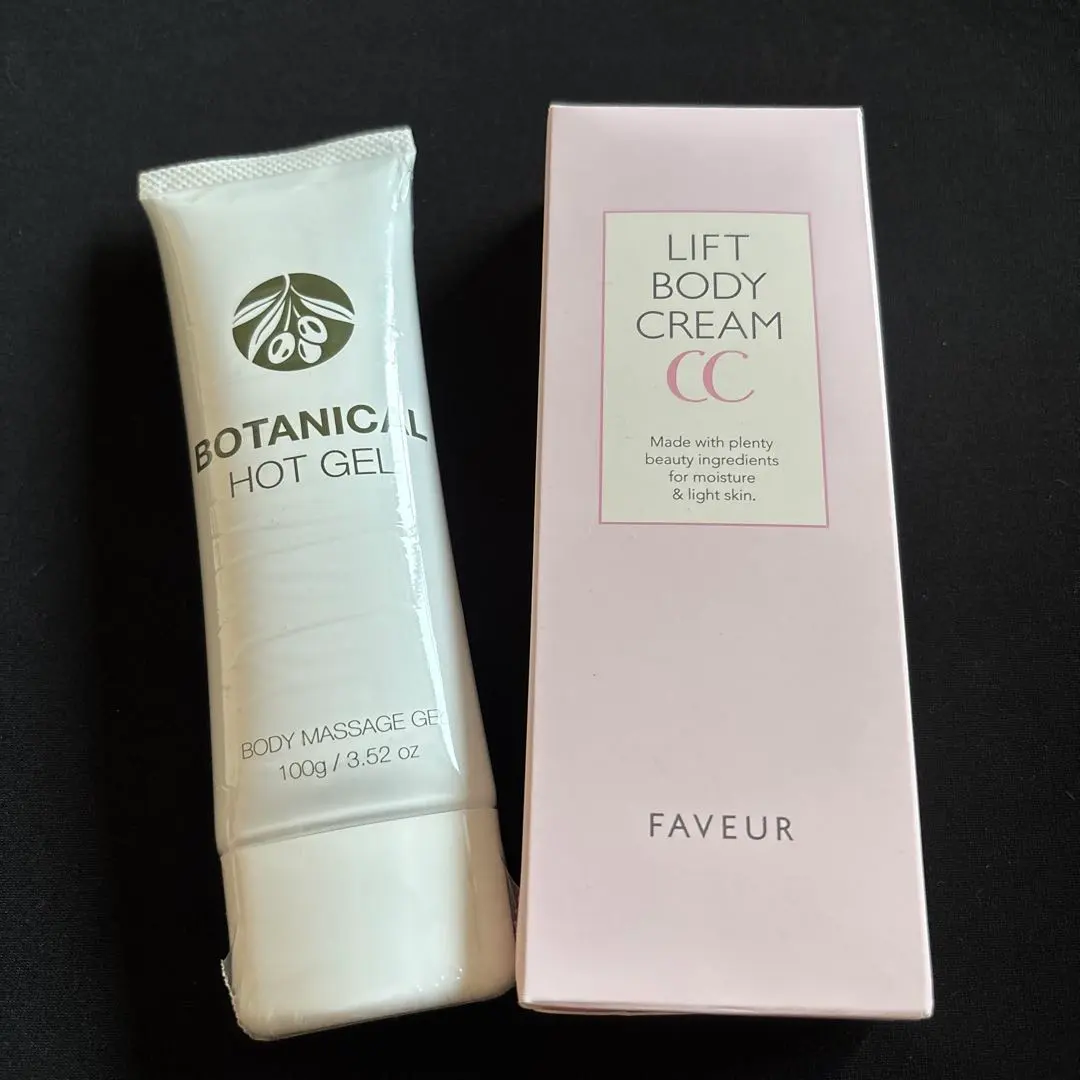 BOTANICAL
HOT GEL
BODY MASSAGE GEL
100g / 3.52 oz
LIFT
BODY
CREAM
CC
Made with plenty
beauty ingredients
for moisture
& light skin.
FAVEUR